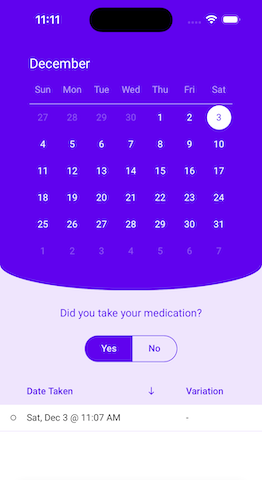 11:11
December
Sun Mon Tue Wed Thu Fri Sat
27 28 29 30 1 2 3
4 5 6 7 8 9 10
11 12 13 14 15 16 17
18 19 20 21 22 23 24
25 26 27 28 29 30 31
1 2 3 4 5 6 7
Did you take your medication?
Yes No
Date Taken ↓ Variation
Sat, Dec 3 @ 11:07 AM -